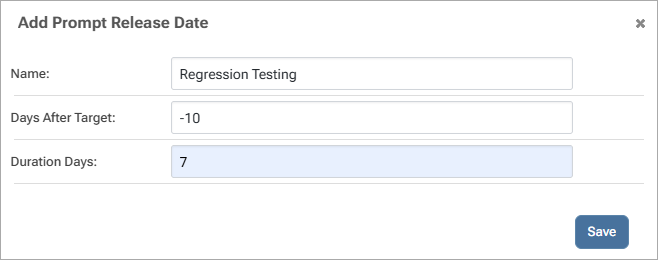 Add Prompt Release Date
Name: Regression Testing
Days After Target: -10
Duration Days: 7
Save